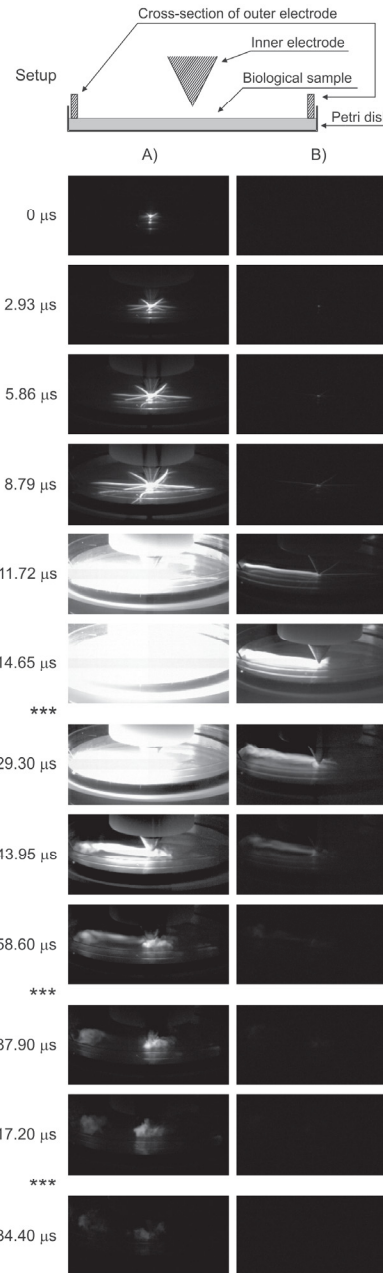 Cross-section of outer electrode
Inner electrode
Setup
Biological sample
Petri dis
A) B)
0 μs
2.93 μs
5.86 μs
8.79 μs
11.72 μs
14.65 μs
***
29.30 μs
43.95 μs
58.60 μs
***
87.90 μs
17.20 μs
***
34.40 μs